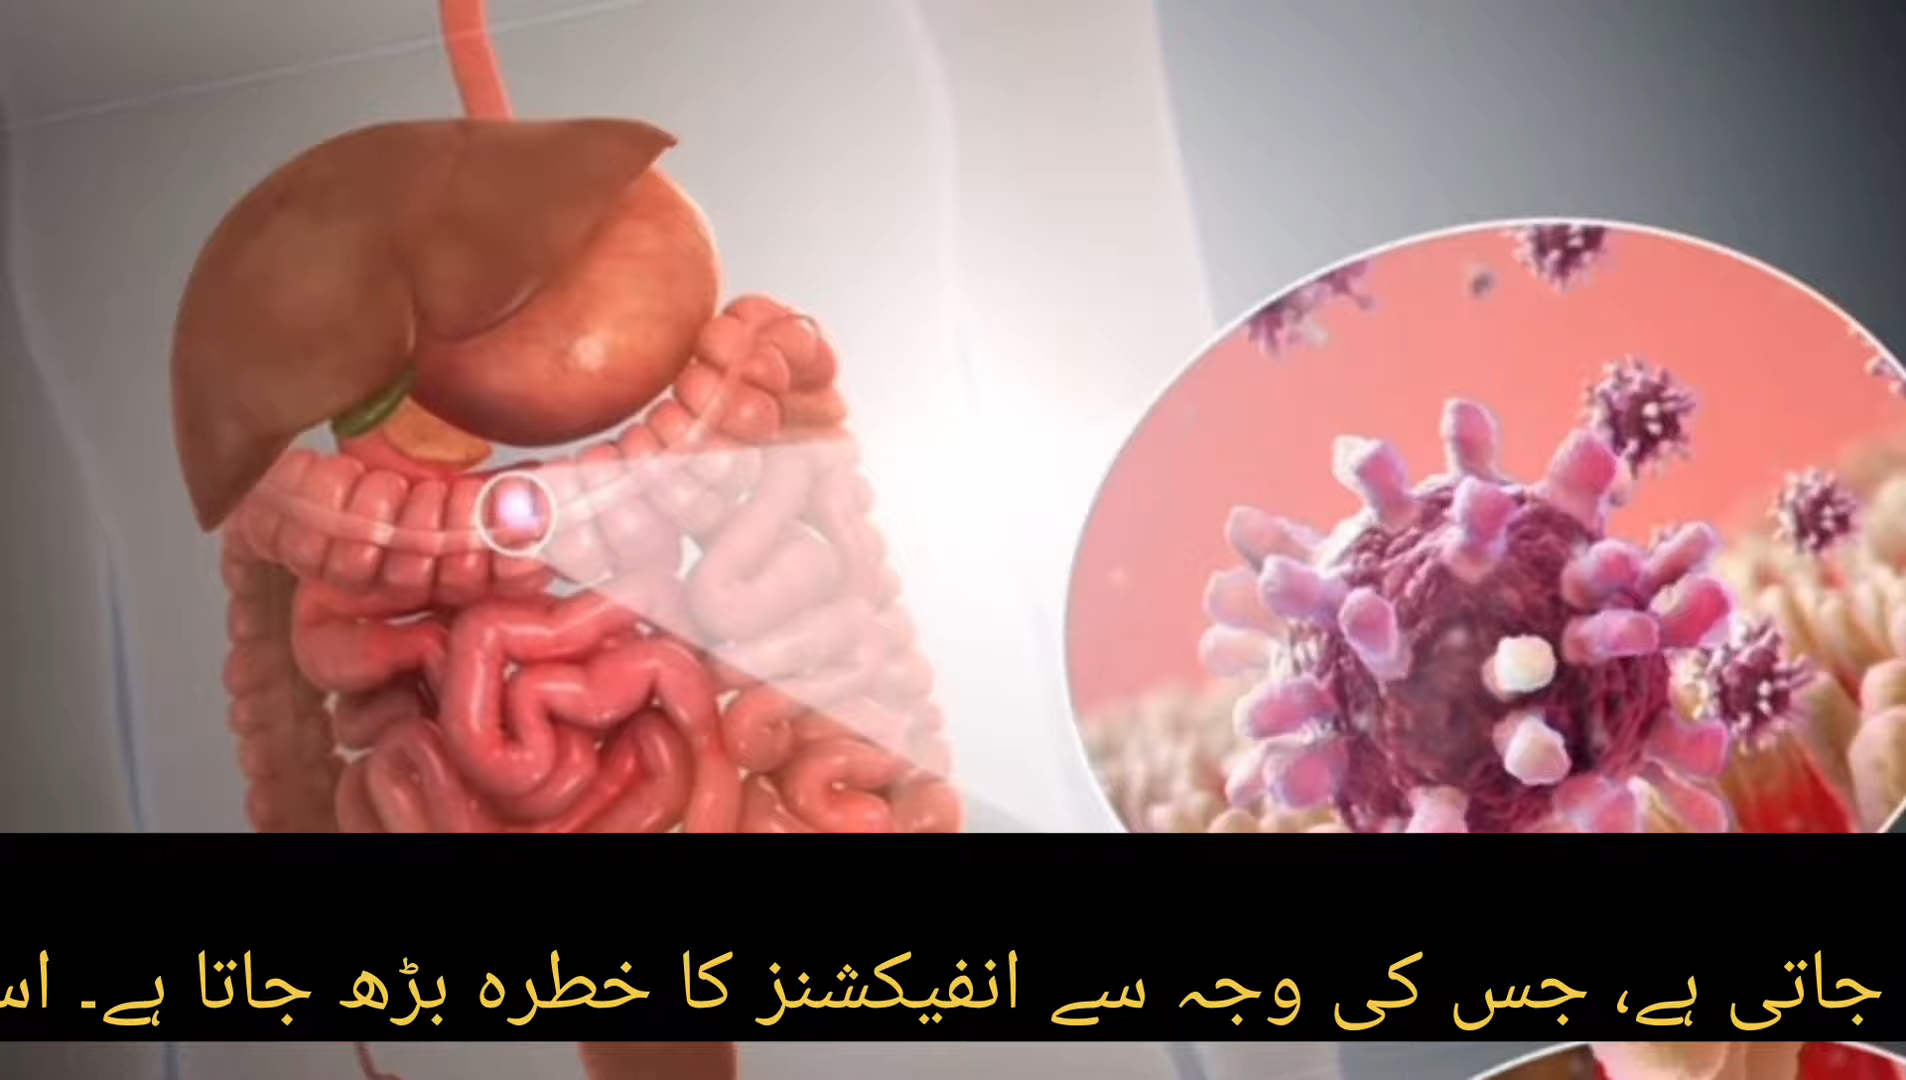 جاتی ہے، جس کی وجہ سے انفیکشنز کا خطرہ بڑھ جاتا ہے۔